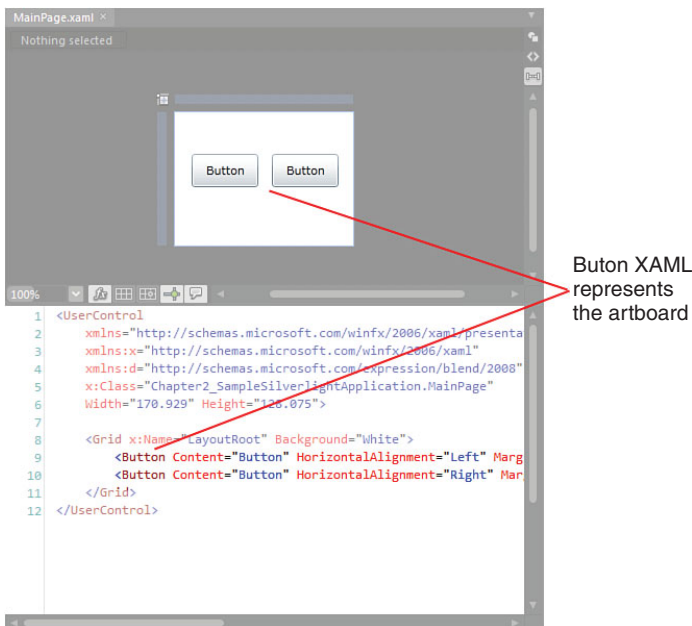 MainPage.xaml ×
Nothing selected
Button Button
Buton XAML
represents
the artboard
100%
fx
1 <UserControl
2 xmlns="http://schemas.microsoft.com/winfx/2006/xaml/presenta
3 xmlns:x="http://schemas.microsoft.com/winfx/2006/xaml"
4 xmlns:d="http://schemas.microsoft.com/expression/blend/2008"
5 x:Class="Chapter2_SampleSilverlightApplication.MainPage"
6 Width="170.929" Height="128.075">
7
8 <Grid x:Name="LayoutRoot" Background="White">
9 <Button Content="Button" HorizontalAlignment="Left" Marg
10 <Button Content="Button" HorizontalAlignment="Right" Mar
11 </Grid>
12 </UserControl>